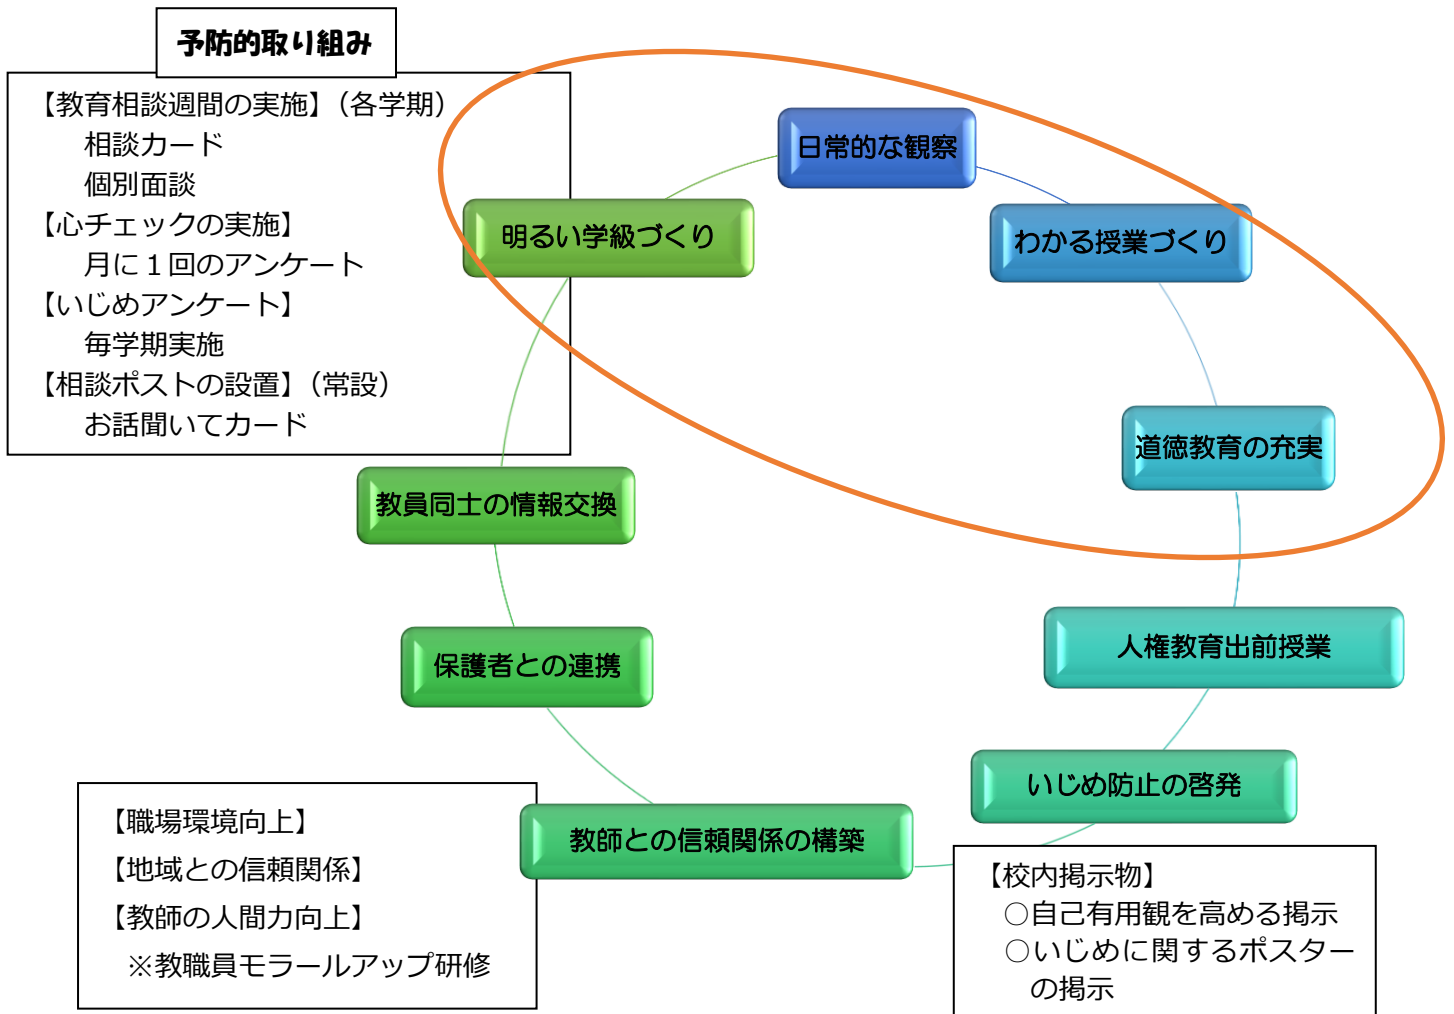 予防的取り組み
【教育相談週間の実施】（各学期）
相談カード
個別面談
【心チェックの実施】
月に１回のアンケート
【いじめアンケート】
毎学期実施
【相談ポストの設置】（常設）
お話聞いてカード
日常的な観察
わかる授業づくり
道徳教育の充実
人権教育出前授業
いじめ防止の啓発
教師との信頼関係の構築
保護者との連携
教員同士の情報交換
明るい学級づくり
【職場環境向上】
【地域との信頼関係】
【教師の人間力向上】
※教職員モラールアップ研修
【校内掲示物】
○自己有用観を高める掲示
○いじめに関するポスター
の掲示